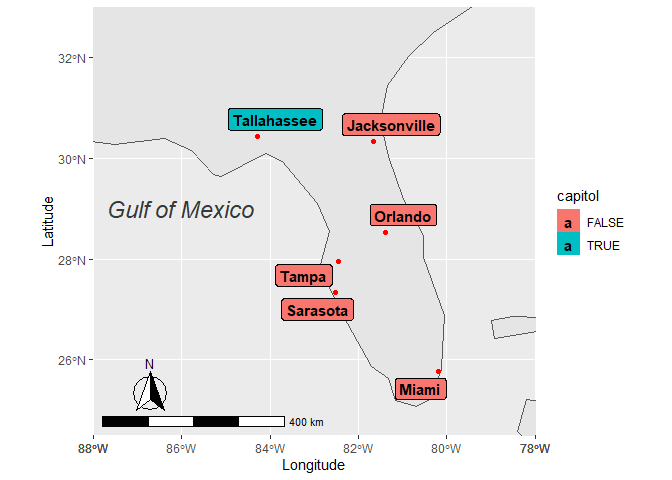 32°N
30°N
28°N
26°N
Latitude
Tallahassee
Jacksonville
Gulf of Mexico
Orlando
Tampa
Sarasota
Miami
N
400 km
88°W
86°W
84°W
82°W
80°W
78°W
Longitude
capitol
a FALSE
a TRUE